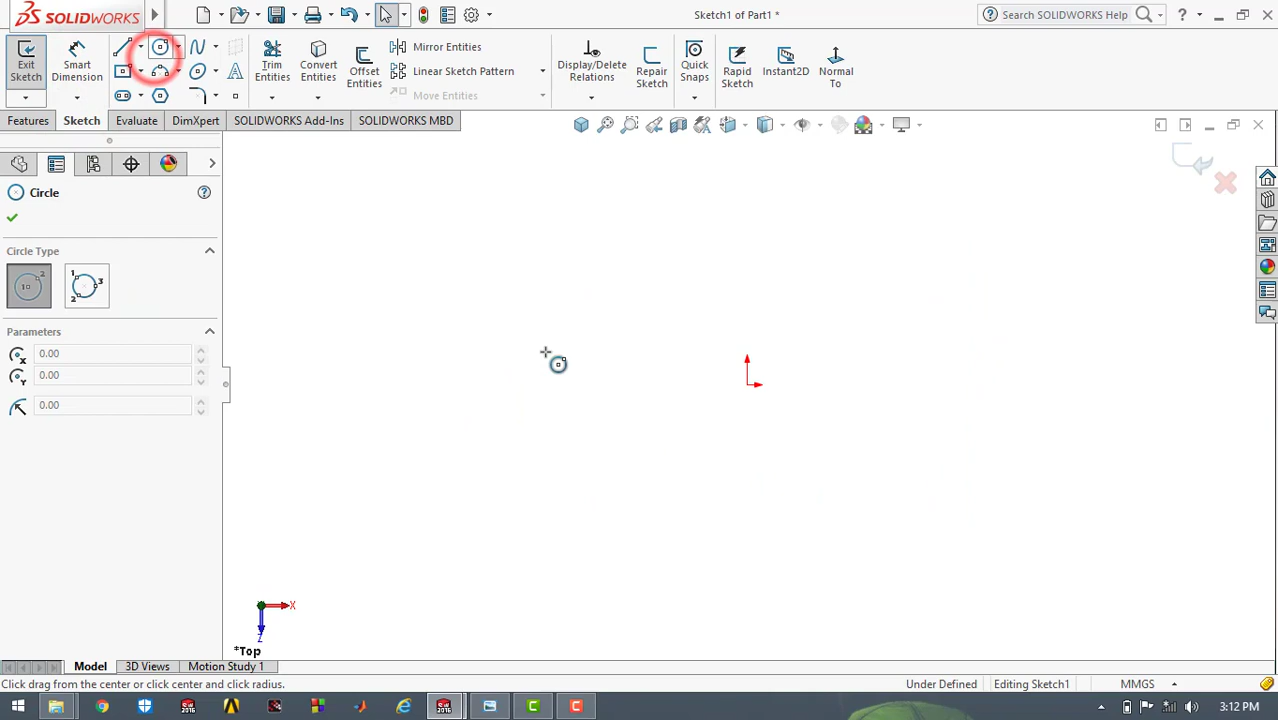 SOLIDWORKS
Sketch1 of Part1 *
Search SOLIDWORKS Help
Exit Sketch
Smart Dimension
Trim Entities
Convert Entities
Offset Entities
Mirror Entities
Linear Sketch Pattern
Move Entities
Display/Delete Relations
Repair Sketch
Quick Snaps
Rapid Sketch
Instant2D
Normal To
Features
Sketch
Evaluate
DimXpert
SOLIDWORKS Add-Ins
SOLIDWORKS MBD
Circle
Circle Type
Parameters
0.00
0.00
0.00
X
Z
*Top
Model
3D Views
Motion Study 1
Drag from the center or click center and click radius.
Under Defined
Editing Sketch1
MMGS
3:12 PM